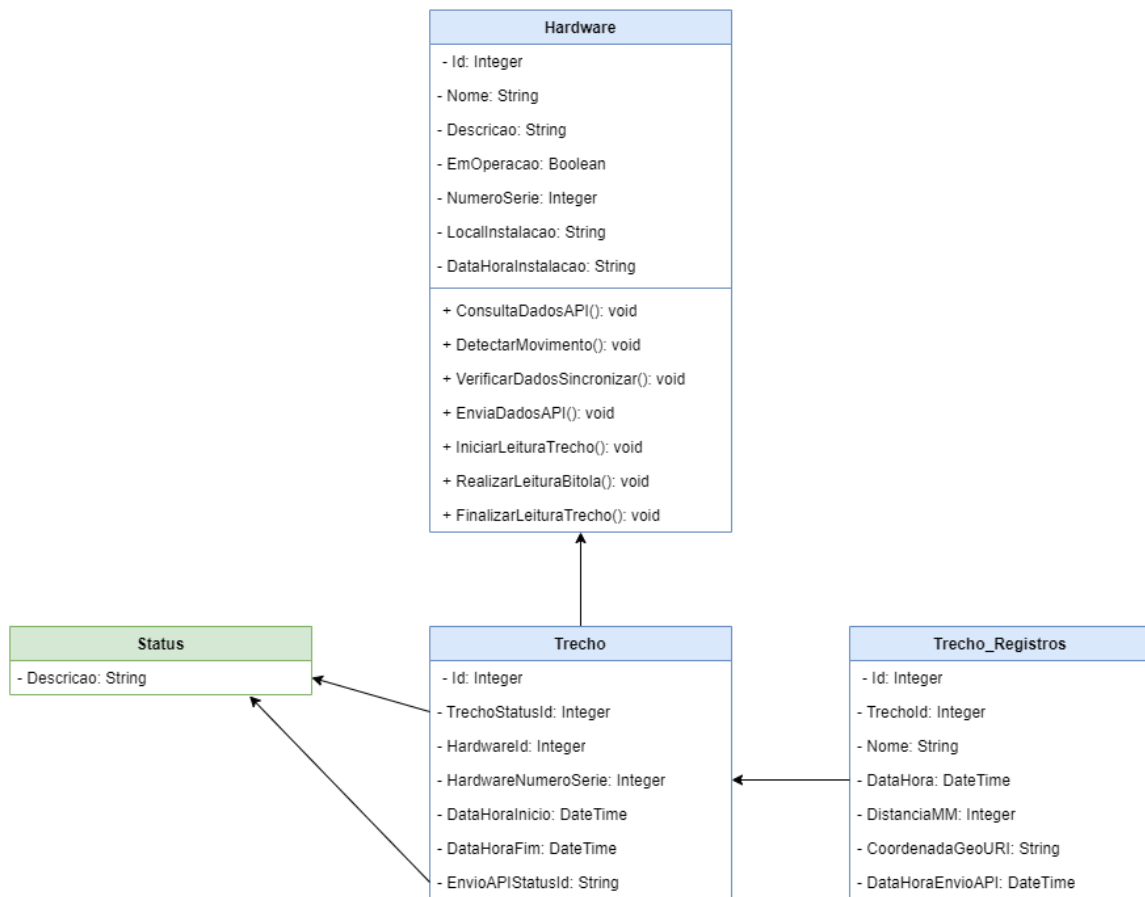 Hardware
- Id: Integer
- Nome: String
- Descricao: String
- EmOperacao: Boolean
- NumeroSerie: Integer
- LocalInstalacao: String
- DataHoraInstalacao: String
+ ConsultaDadosAPI(): void
+ DetectarMovimento(): void
+ VerificarDadosSincronizar(): void
+ EnviaDadosAPI(): void
+ IniciarLeituraTrecho(): void
+ RealizarLeituraBitola(): void
+ FinalizarLeituraTrecho(): void
Status
- Descricao: String
Trecho
- Id: Integer
- TrechoStatusId: Integer
- HardwareId: Integer
- HardwareNumeroSerie: Integer
- DataHoraInicio: DateTime
- DataHoraFim: DateTime
- EnvioAPIStatusId: String
Trecho_Registros
- Id: Integer
- TrechoId: Integer
- Nome: String
- DataHora: DateTime
- DistanciaMM: Integer
- CoordenadaGeoURI: String
- DataHoraEnvioAPI: DateTime